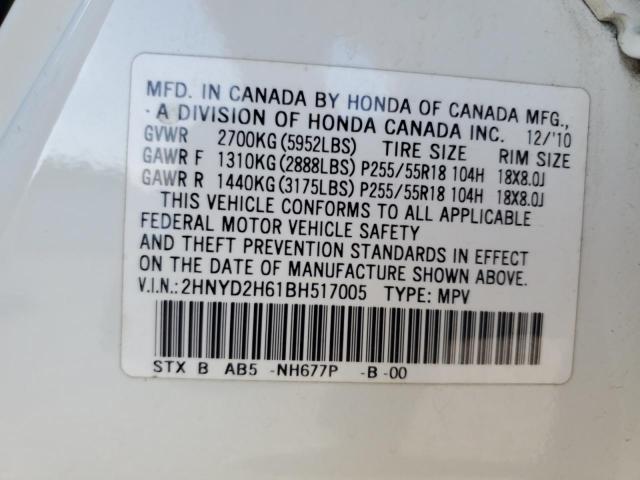 MFD. IN CANADA BY HONDA OF CANADA MFG.,
A DIVISION OF HONDA CANADA INC. 12/'10
GVWR 2700KG(5952LBS) TIRE SIZE RIM SIZE
GAWR F 1310KG(2888LBS) P255/55R18 104H 18X8.0J
GAWR R 1440KG(3175LBS) P255/55R18 104H 18X8.0J
THIS VEHICLE CONFORMS TO ALL APPLICABLE
FEDERAL MOTOR VEHICLE SAFETY
AND THEFT PREVENTION STANDARDS IN EFFECT
ON THE DATE OF MANUFACTURE SHOWN ABOVE.
V.I.N.:2HNYD2H61BH517005 TYPE: MPV
STX B AB5 -NH677P -B -00